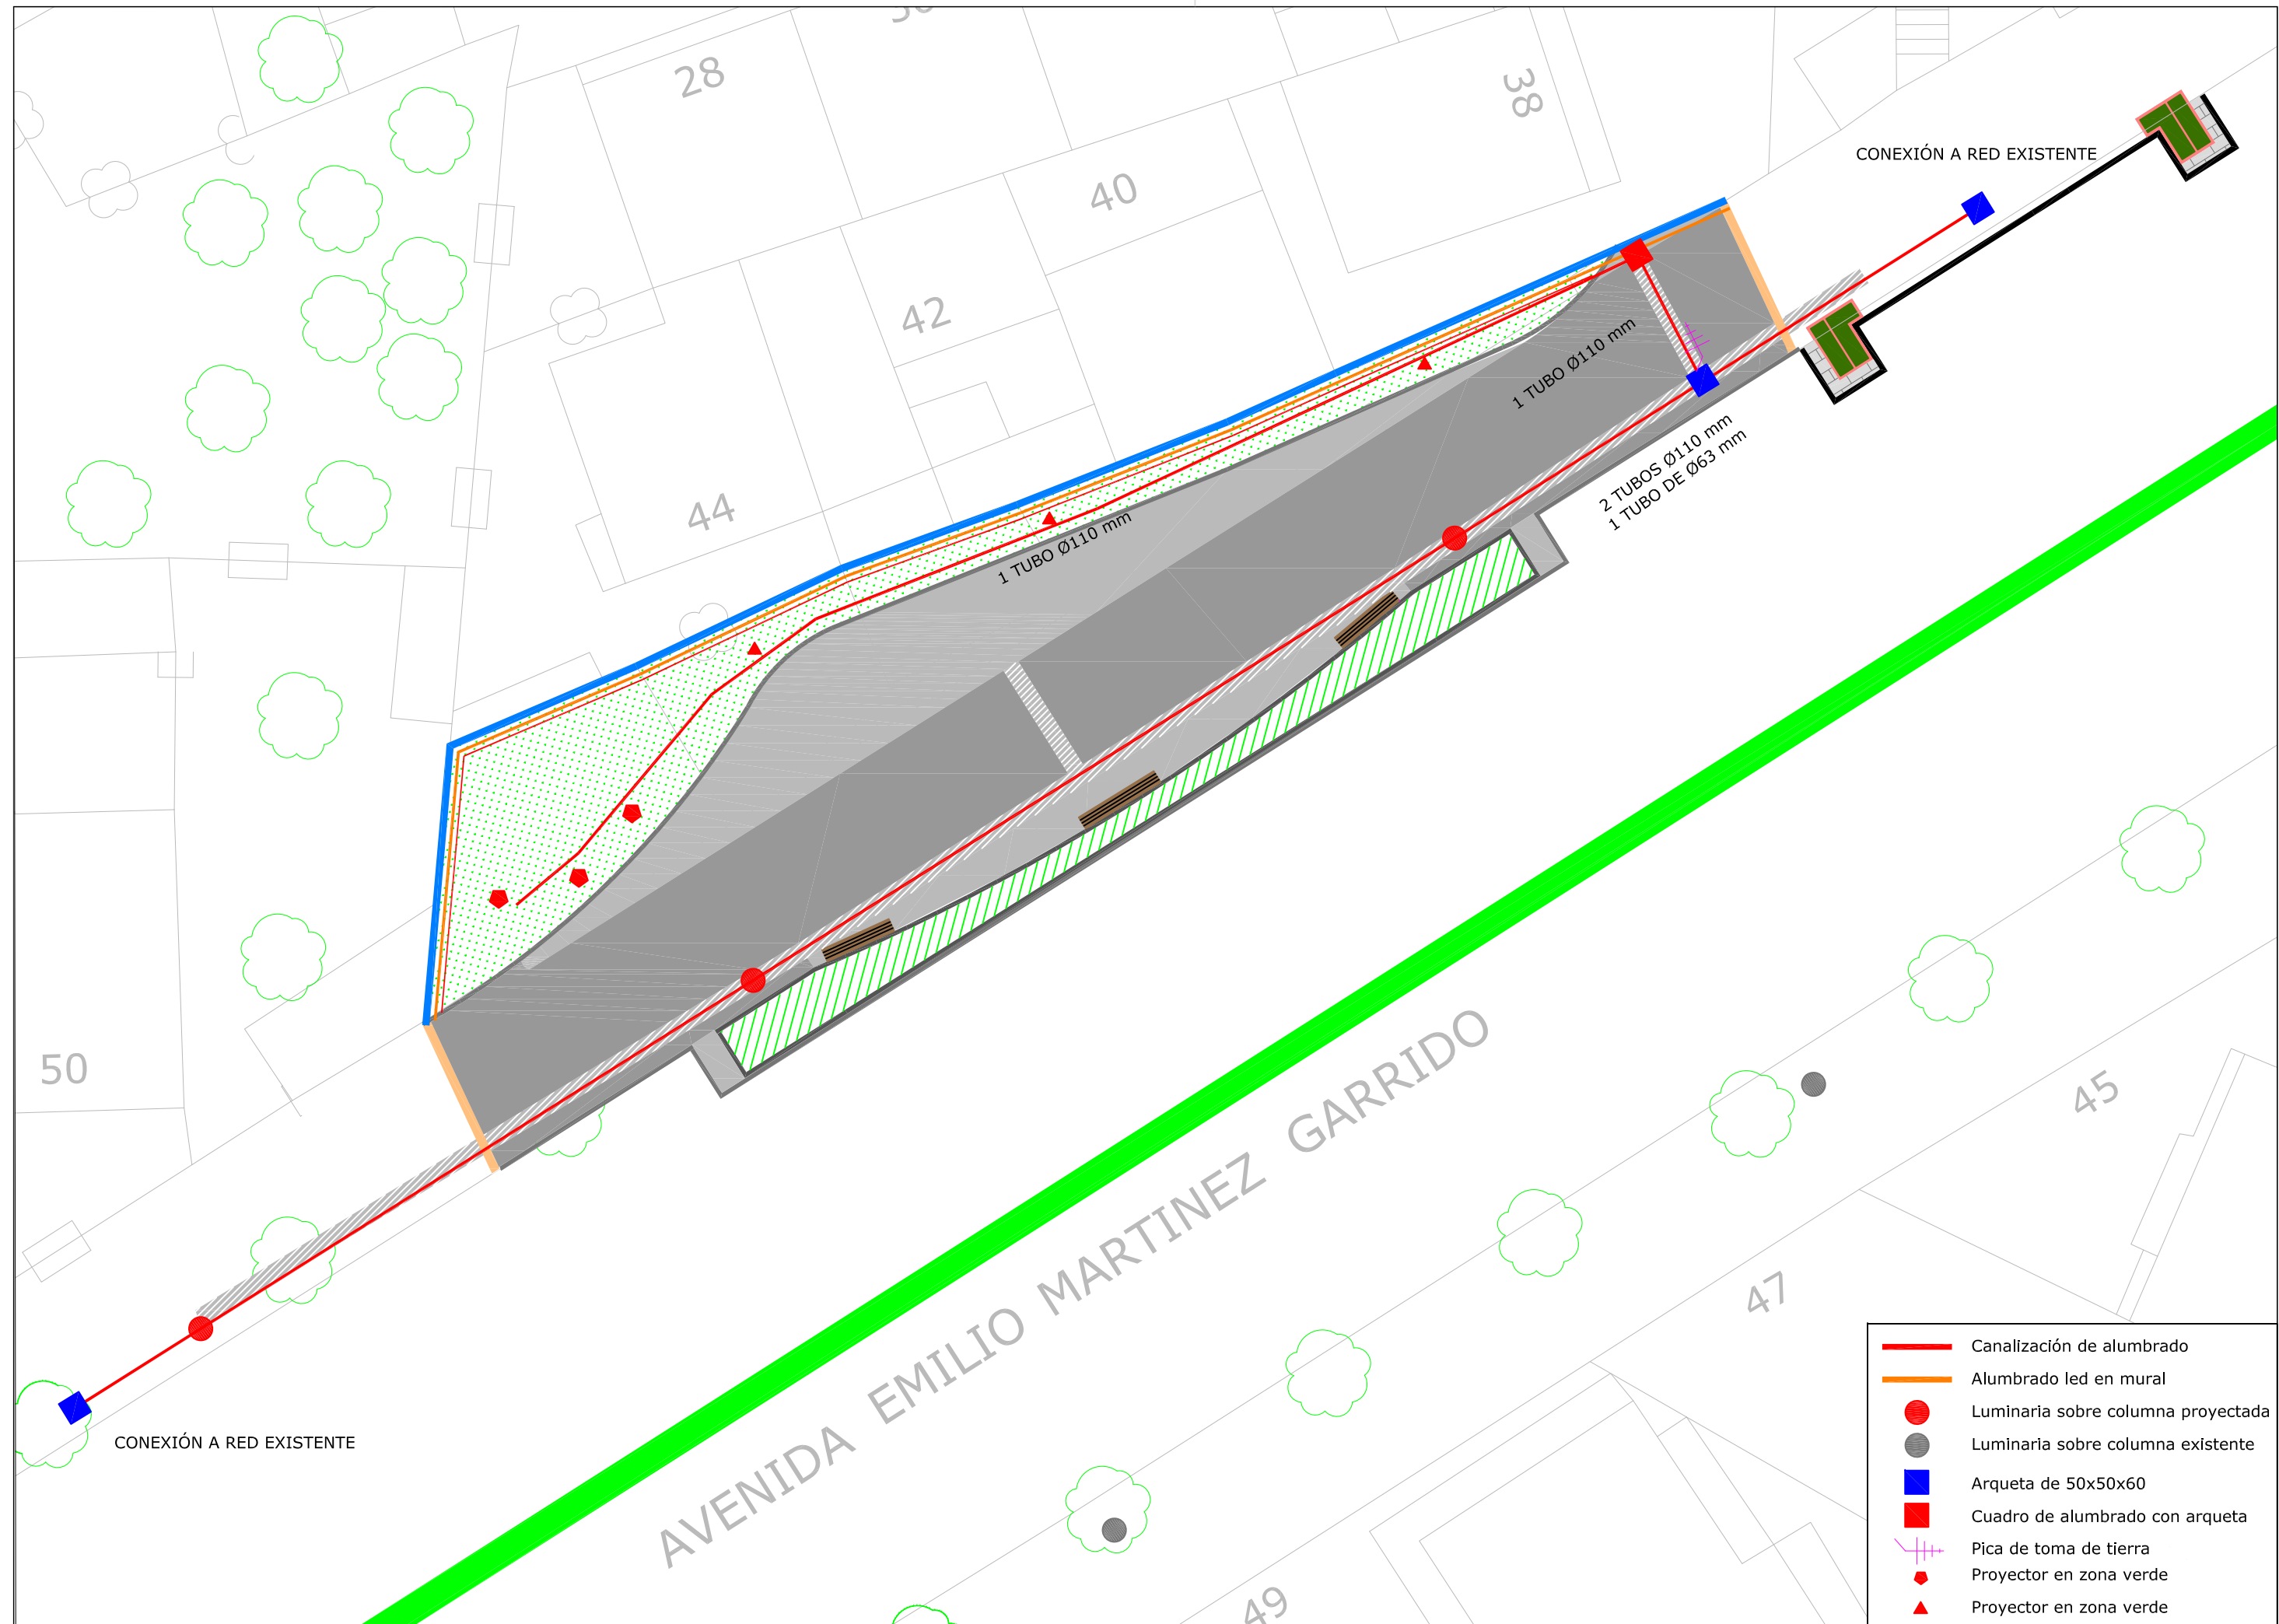 28
38
CONEXIÓN A RED EXISTENTE
40
42
44
1 TUBO Ø110 mm
2 TUBOS Ø110 mm
1 TUBO DE Ø63 mm
1 TUBO Ø110 mm
50
AVENIDA EMILIO MARTINEZ GARRIDO
45
47
49
CONEXIÓN A RED EXISTENTE
Canalización de alumbrado
Alumbrado led en mural
Luminaria sobre columna proyectada
Luminaria sobre columna existente
Arqueta de 50x50x60
Cuadro de alumbrado con arqueta
Pica de toma de tierra
Proyector en zona verde
Proyector en zona verde